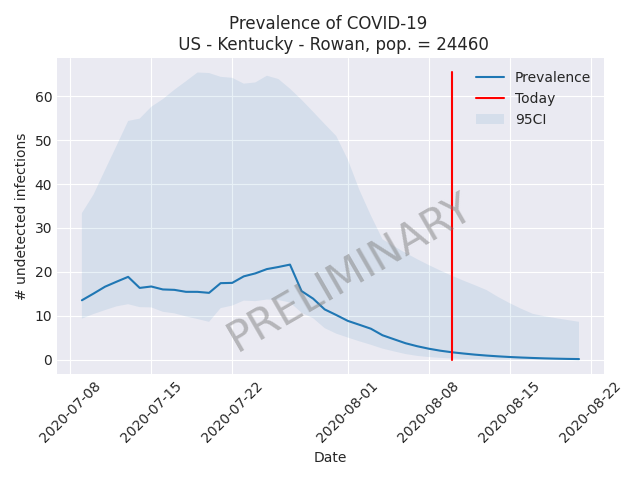 Prevalence of COVID-19
US - Kentucky - Rowan, pop. = 24460
Prevalence
Today
95CI
# undetected infections
60
50
40
30
20
10
0
PRELIMINARY
2020-07-08
2020-07-15
2020-07-22
2020-08-01
2020-08-08
2020-08-15
2020-08-22
Date